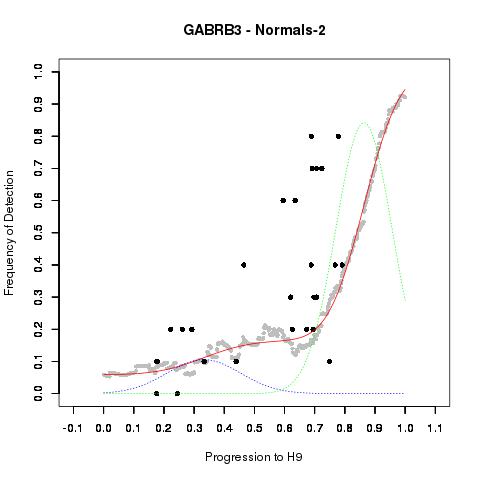 GABRB3 - Normals-2
Frequency of Detection
1.0
0.9
0.8
0.7
0.6
0.5
0.4
0.3
0.2
0.1
0.0
-0.1 0.0 0.1 0.2 0.3 0.4 0.5 0.6 0.7 0.8 0.9 1.0 1.1
Progression to H9